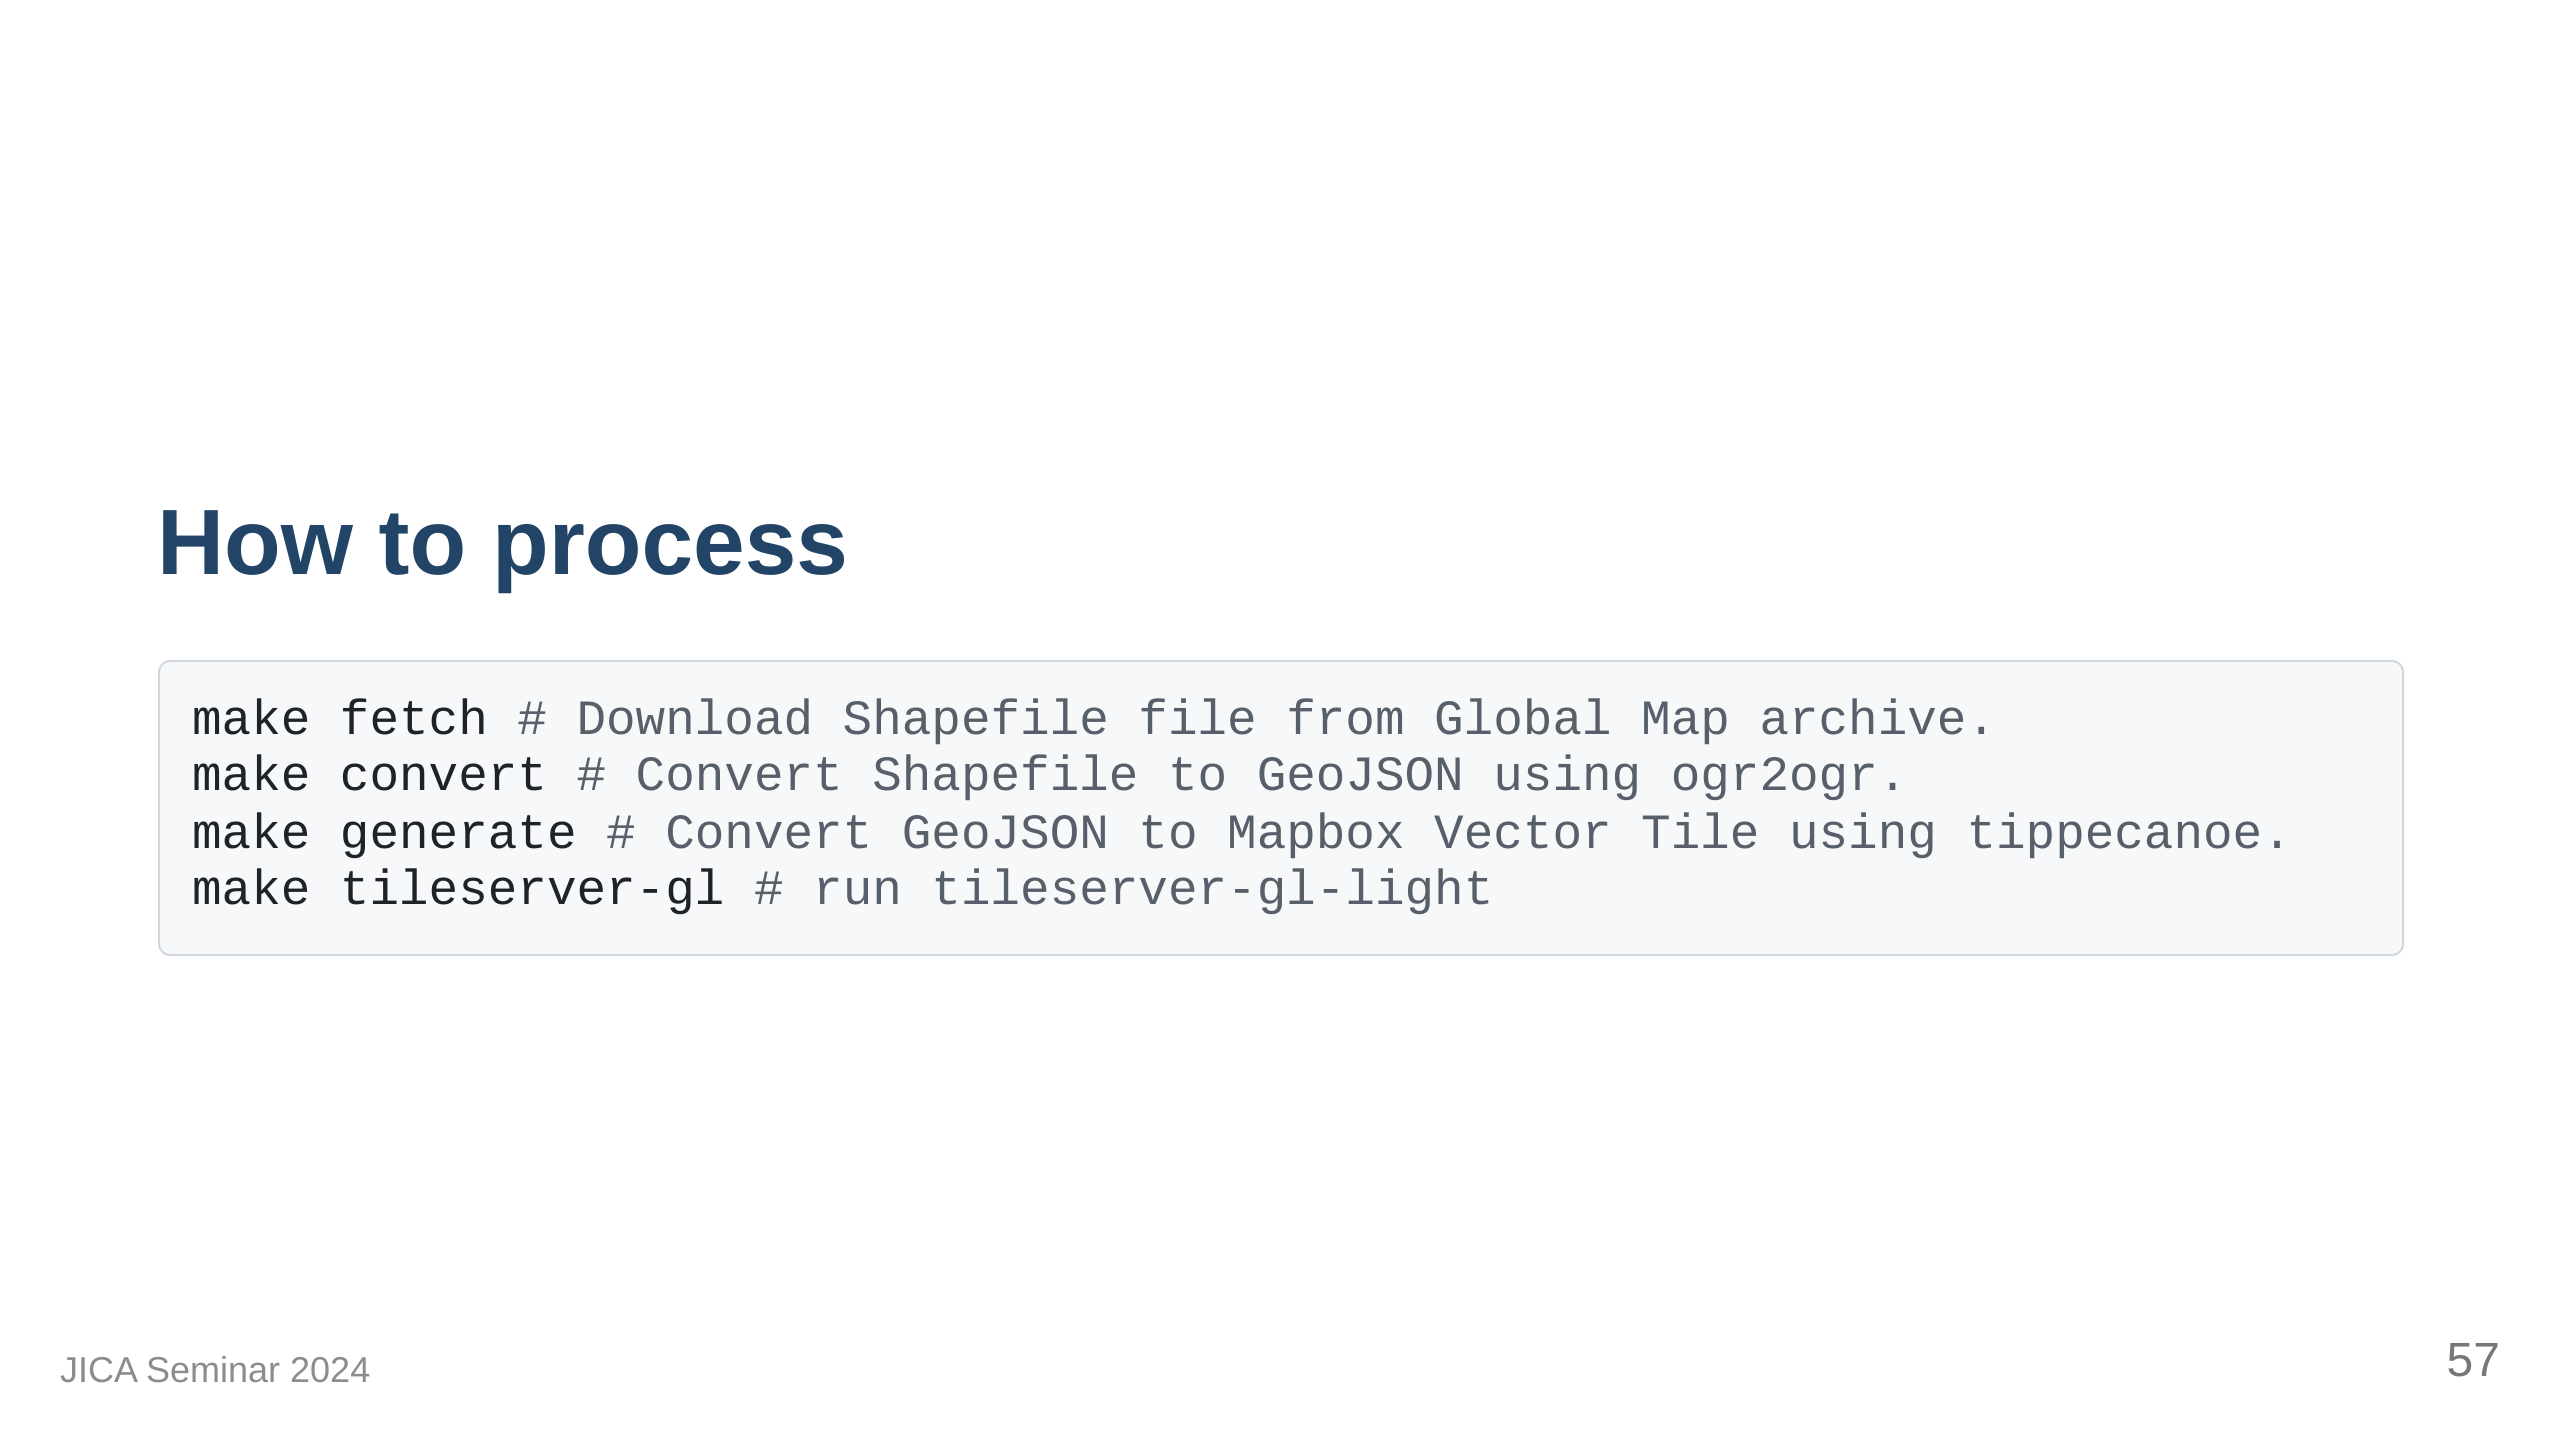 How to process
make fetch # Download Shapefile file from Global Map archive.
make convert # Convert Shapefile to GeoJSON using ogr2ogr.
make generate # Convert GeoJSON to Mapbox Vector Tile using tippecanoe.
make tileserver-gl # run tileserver-gl-light
JICA Seminar 2024
57